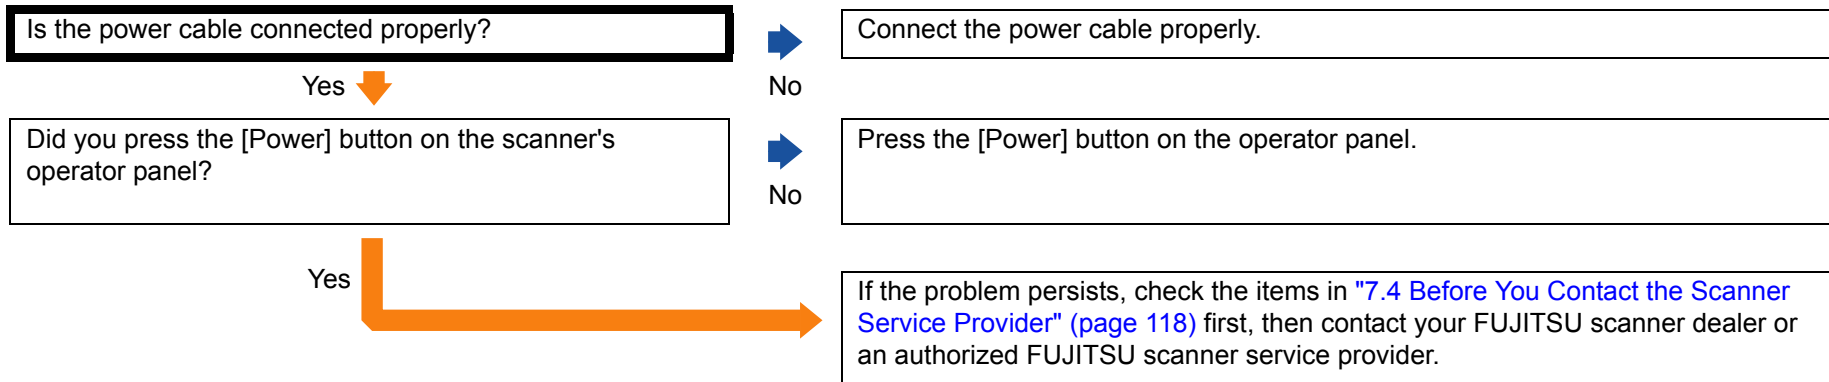 Is the power cable connected properly?
Connect the power cable properly.
Yes
No
Did you press the [Power] button on the scanner's
operator panel?
Press the [Power] button on the operator panel.
No
Yes
If the problem persists, check the items in "7.4 Before You Contact the Scanner
Service Provider" (page 118) first, then contact your FUJITSU scanner dealer or
an authorized FUJITSU scanner service provider.